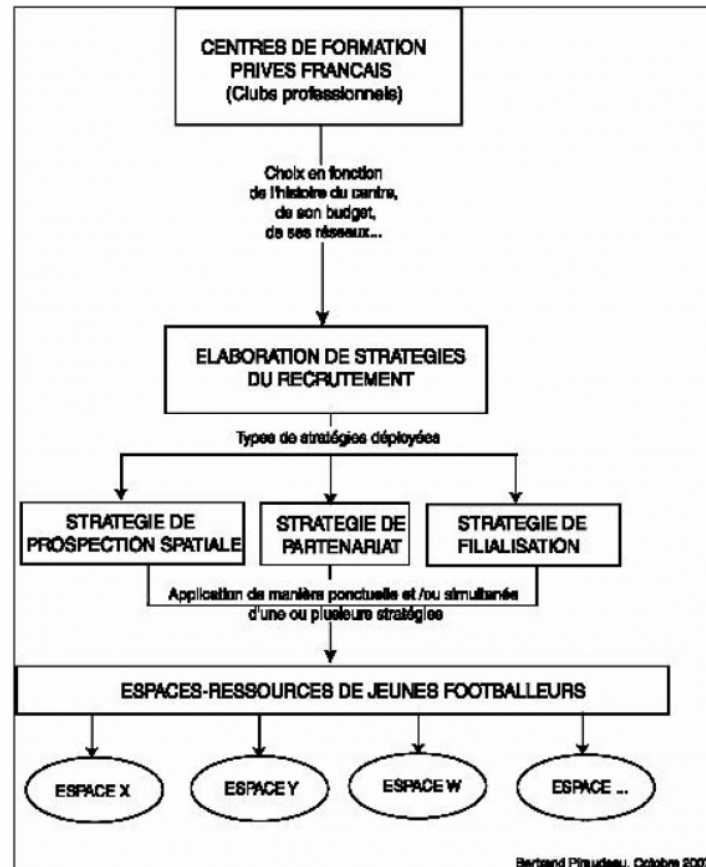 CENTRES DE FORMATION
PRIVES FRANCAIS
(Clubs professionnels)
Choix en fonction
de l'histoire du centre,
de son budget,
de ses réseaux...
ELABORATION DE STRATEGIES
DU RECRUTEMENT
Types de stratégies déployées
STRATEGIE DE
PROSPECTION SPATIALE
STRATEGIE DE
PARTENARIAT
STRATEGIE DE
FILIALISATION
Application de manière ponctuelle et /ou simultanée
d'une ou plusieurs stratégies
ESPACES-RESSOURCES DE JEUNES FOOTBALLEURS
ESPACE X
ESPACE Y
ESPACE W
ESPACE ...
Bertrand Piraudeau, Octobre